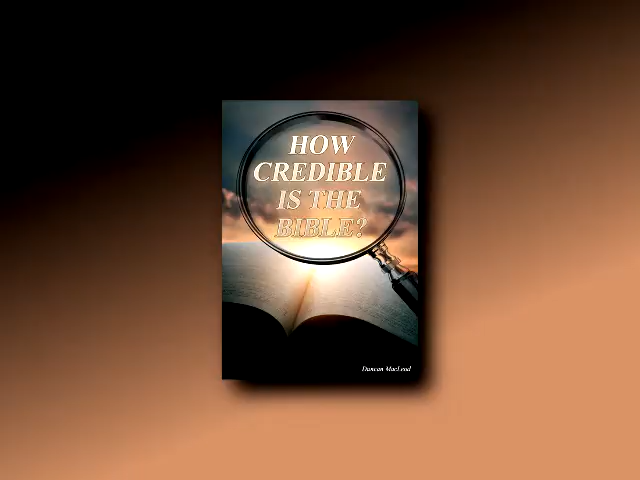 HOW
CREDIBLE
IS THE
BIBLE?
Duncan MacLeod